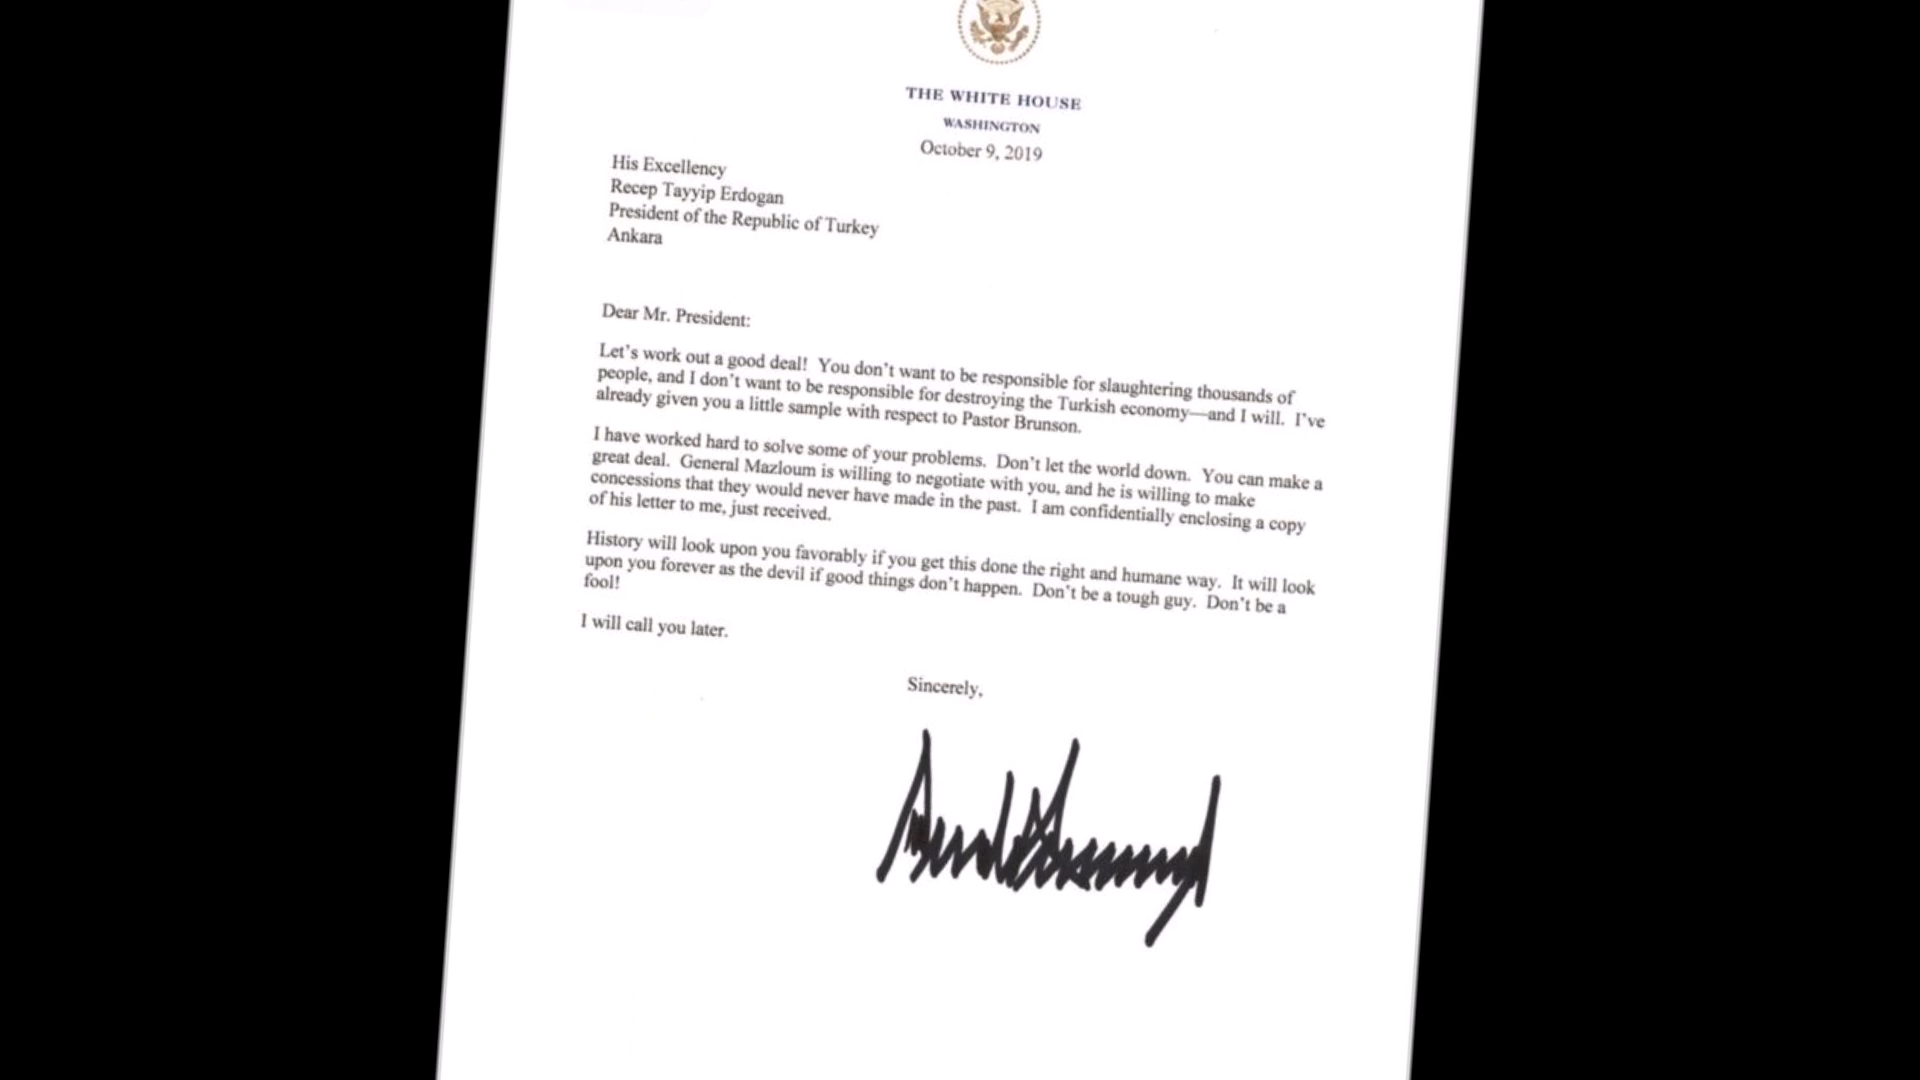 THE WHITE HOUSE
WASHINGTON
October 9, 2019
His Excellency
Recep Tayyip Erdogan
President of the Republic of Turkey
Ankara
Dear Mr. President:
Let's work out a good deal! You don't want to be responsible for slaughtering thousands of
people, and I don't want to be responsible for destroying the Turkish economy—and I will. I've
already given you a little sample with respect to Pastor Brunson.
I have worked hard to solve some of your problems. Don't let the world down. You can make a
great deal. General Mazloum is willing to negotiate with you, and he is willing to make
concessions that they would never have made in the past. I am confidentially enclosing a copy
of his letter to me, just received.
History will look upon you favorably if you get this done the right and humane way. It will look
upon you forever as the devil if good things don't happen. Don't be a tough guy. Don't be a
fool!
I will call you later.
Sincerely,